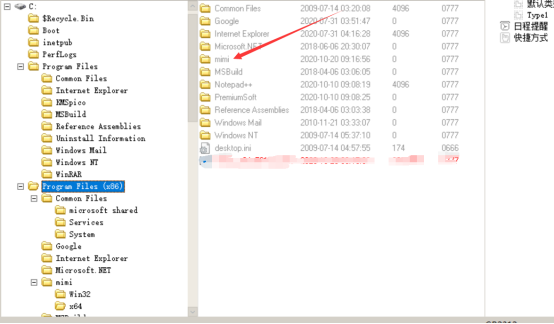 C:
$Recycle.Bin
Boot
inetpub
PerfLogs
Program Files
Common Files
Internet Explorer
KMSpico
MSBuild
Reference Assemblies
Uninstall Information
Windows Mail
Windows NT
WinRAR
Program Files (x86)
Common Files
microsoft shared
Services
System
Google
Internet Explorer
Microsoft.NET
mimi
Win32
x64
Common Files 2009-07-14 03:20:08 4096 0777
Google 2020-07-31 03:51:47 0 0777
Internet Explorer 2020-07-31 04:16:28 4096 0777
Microsoft.NET 2018-06-06 20:30:07 0 0777
mimi 2020-10-20 09:16:56 0 0777
MSBuild 2018-04-06 03:06:05 0 0777
Notepad++ 2020-10-10 09:08:19 4096 0777
PremiumSoft 2020-10-10 09:08:25 0 0777
Reference Assemblies 2018-04-06 03:03:38 0 0777
Windows Mail 2010-11-21 03:33:07 0 0777
Windows NT 2009-07-14 05:37:10 0 0777
desktop.ini 2009-07-14 04:57:55 174 0666
默认类
Type1
日程提醒
快捷方式